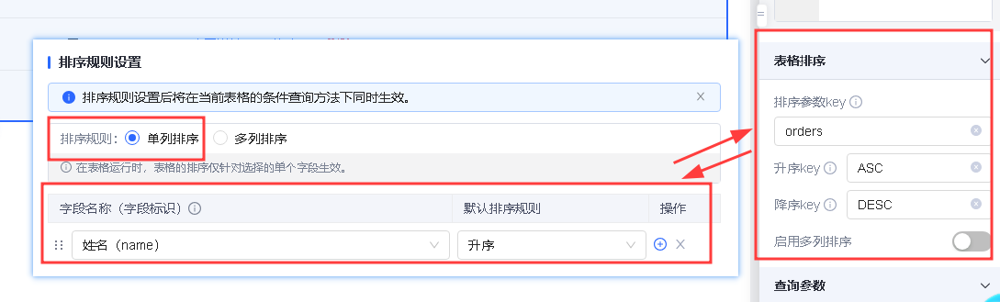 排序规则设置
排序规则设置后将在当前表格的条件查询方法下同时生效。
排序规则: 单列排序 多列排序
在表格运行时，表格的排序仅针对选择的单个字段生效。
字段名称（字段标识） 默认排序规则 操作
姓名（name） 升序
表格排序
排序参数key
orders
升序key ASC
降序key DESC
启用多列排序
查询参数